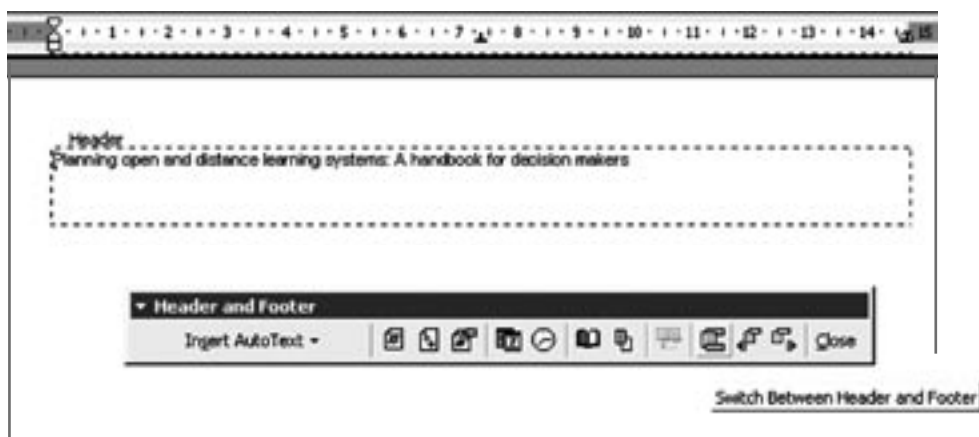 1 2 3 4 5 6 7 8 9 10 11 12 13 14 15
Header
Planning open and distance learning systems: A handbook for decision makers
Header and Footer
Insert AutoText Close
Switch Between Header and Footer